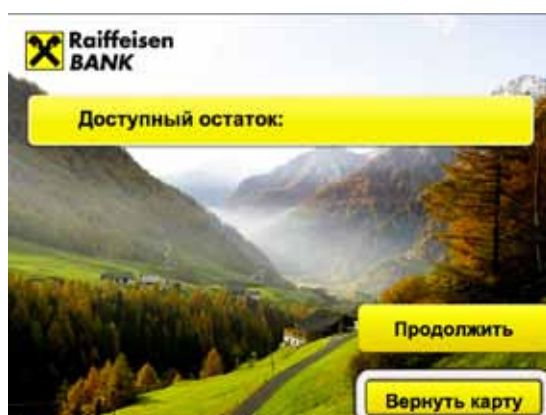 Raiffeisen
BANK
Доступный остаток:
Продолжить
Вернуть карту